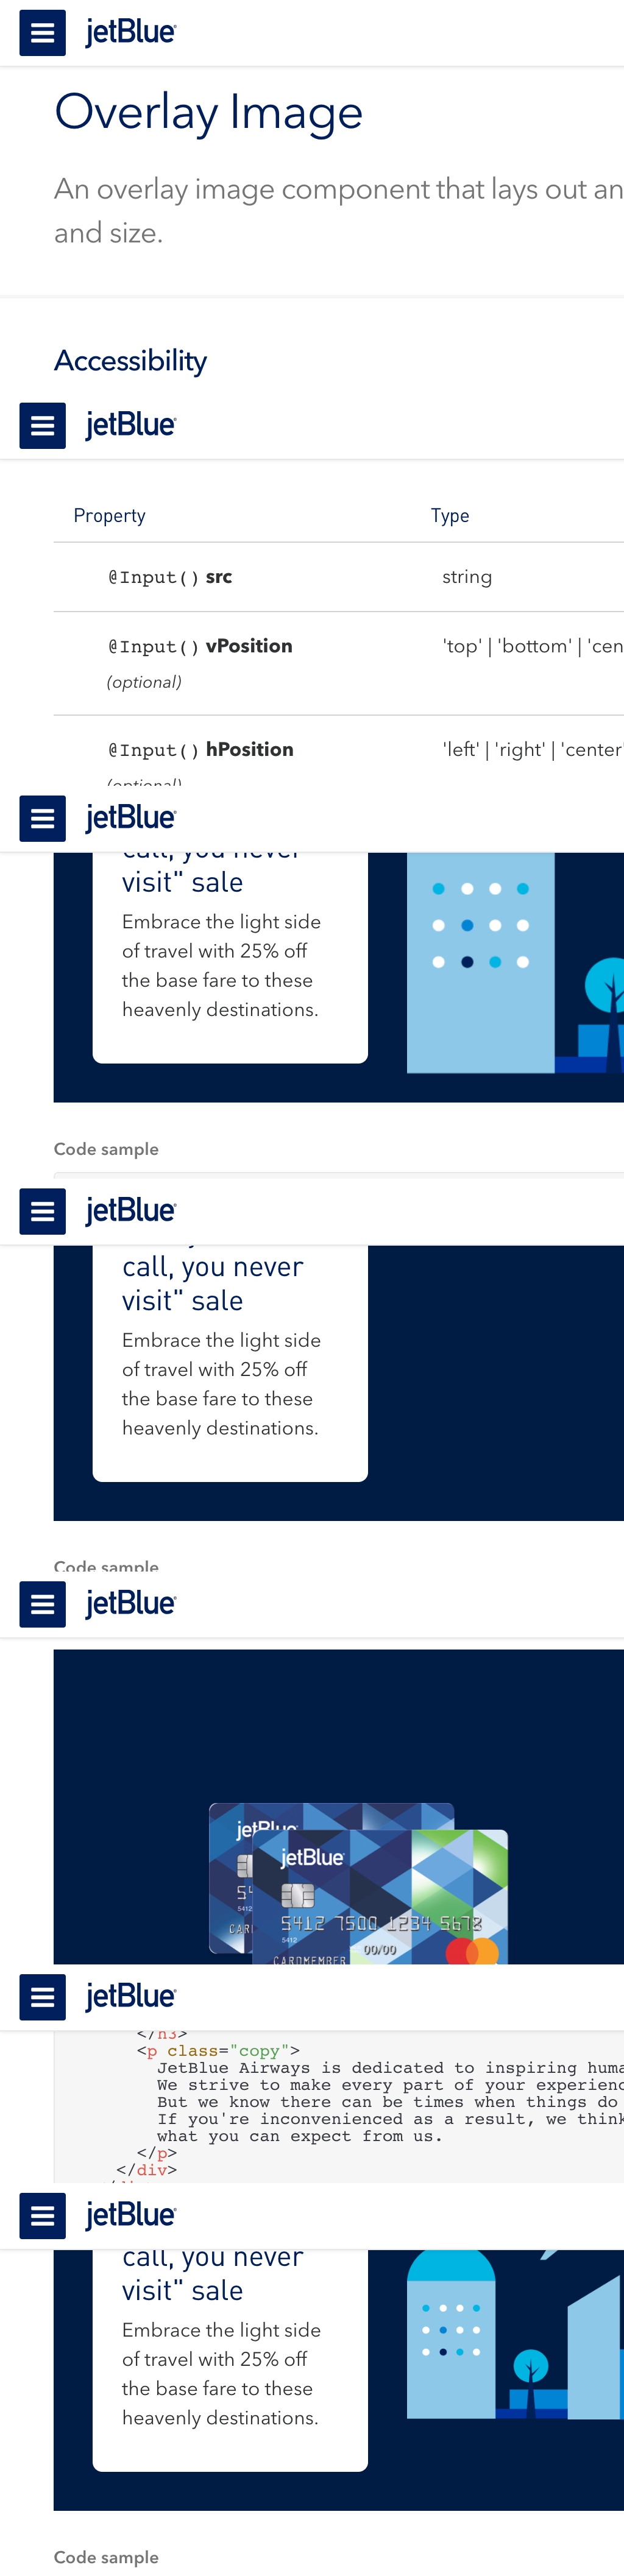 jetBlue
Overlay Image
An overlay image component that lays out an
and size.
Accessibility
jetBlue
Property Type
@Input() src string
@Input() vPosition 'top' | 'bottom' | 'cen
(optional)
@Input() hPosition 'left' | 'right' | 'center'
(optional)
jetBlue
call, you never
visit" sale
Embrace the light side
of travel with 25% off
the base fare to these
heavenly destinations.
Code sample
jetBlue
call, you never
visit" sale
Embrace the light side
of travel with 25% off
the base fare to these
heavenly destinations.
Code sample
jetBlue
jetBlue
jetBlue
5412 7500 1234 5678
5412
5412
00/00
CARDMEMBER
jetBlue
</h3>
<p class="copy">
JetBlue Airways is dedicated to inspiring huma
We strive to make every part of your experienc
But we know there can be times when things do
If you're inconvenienced as a result, we think
what you can expect from us.
</p>
</div>
jetBlue
call, you never
visit" sale
Embrace the light side
of travel with 25% off
the base fare to these
heavenly destinations.
Code sample